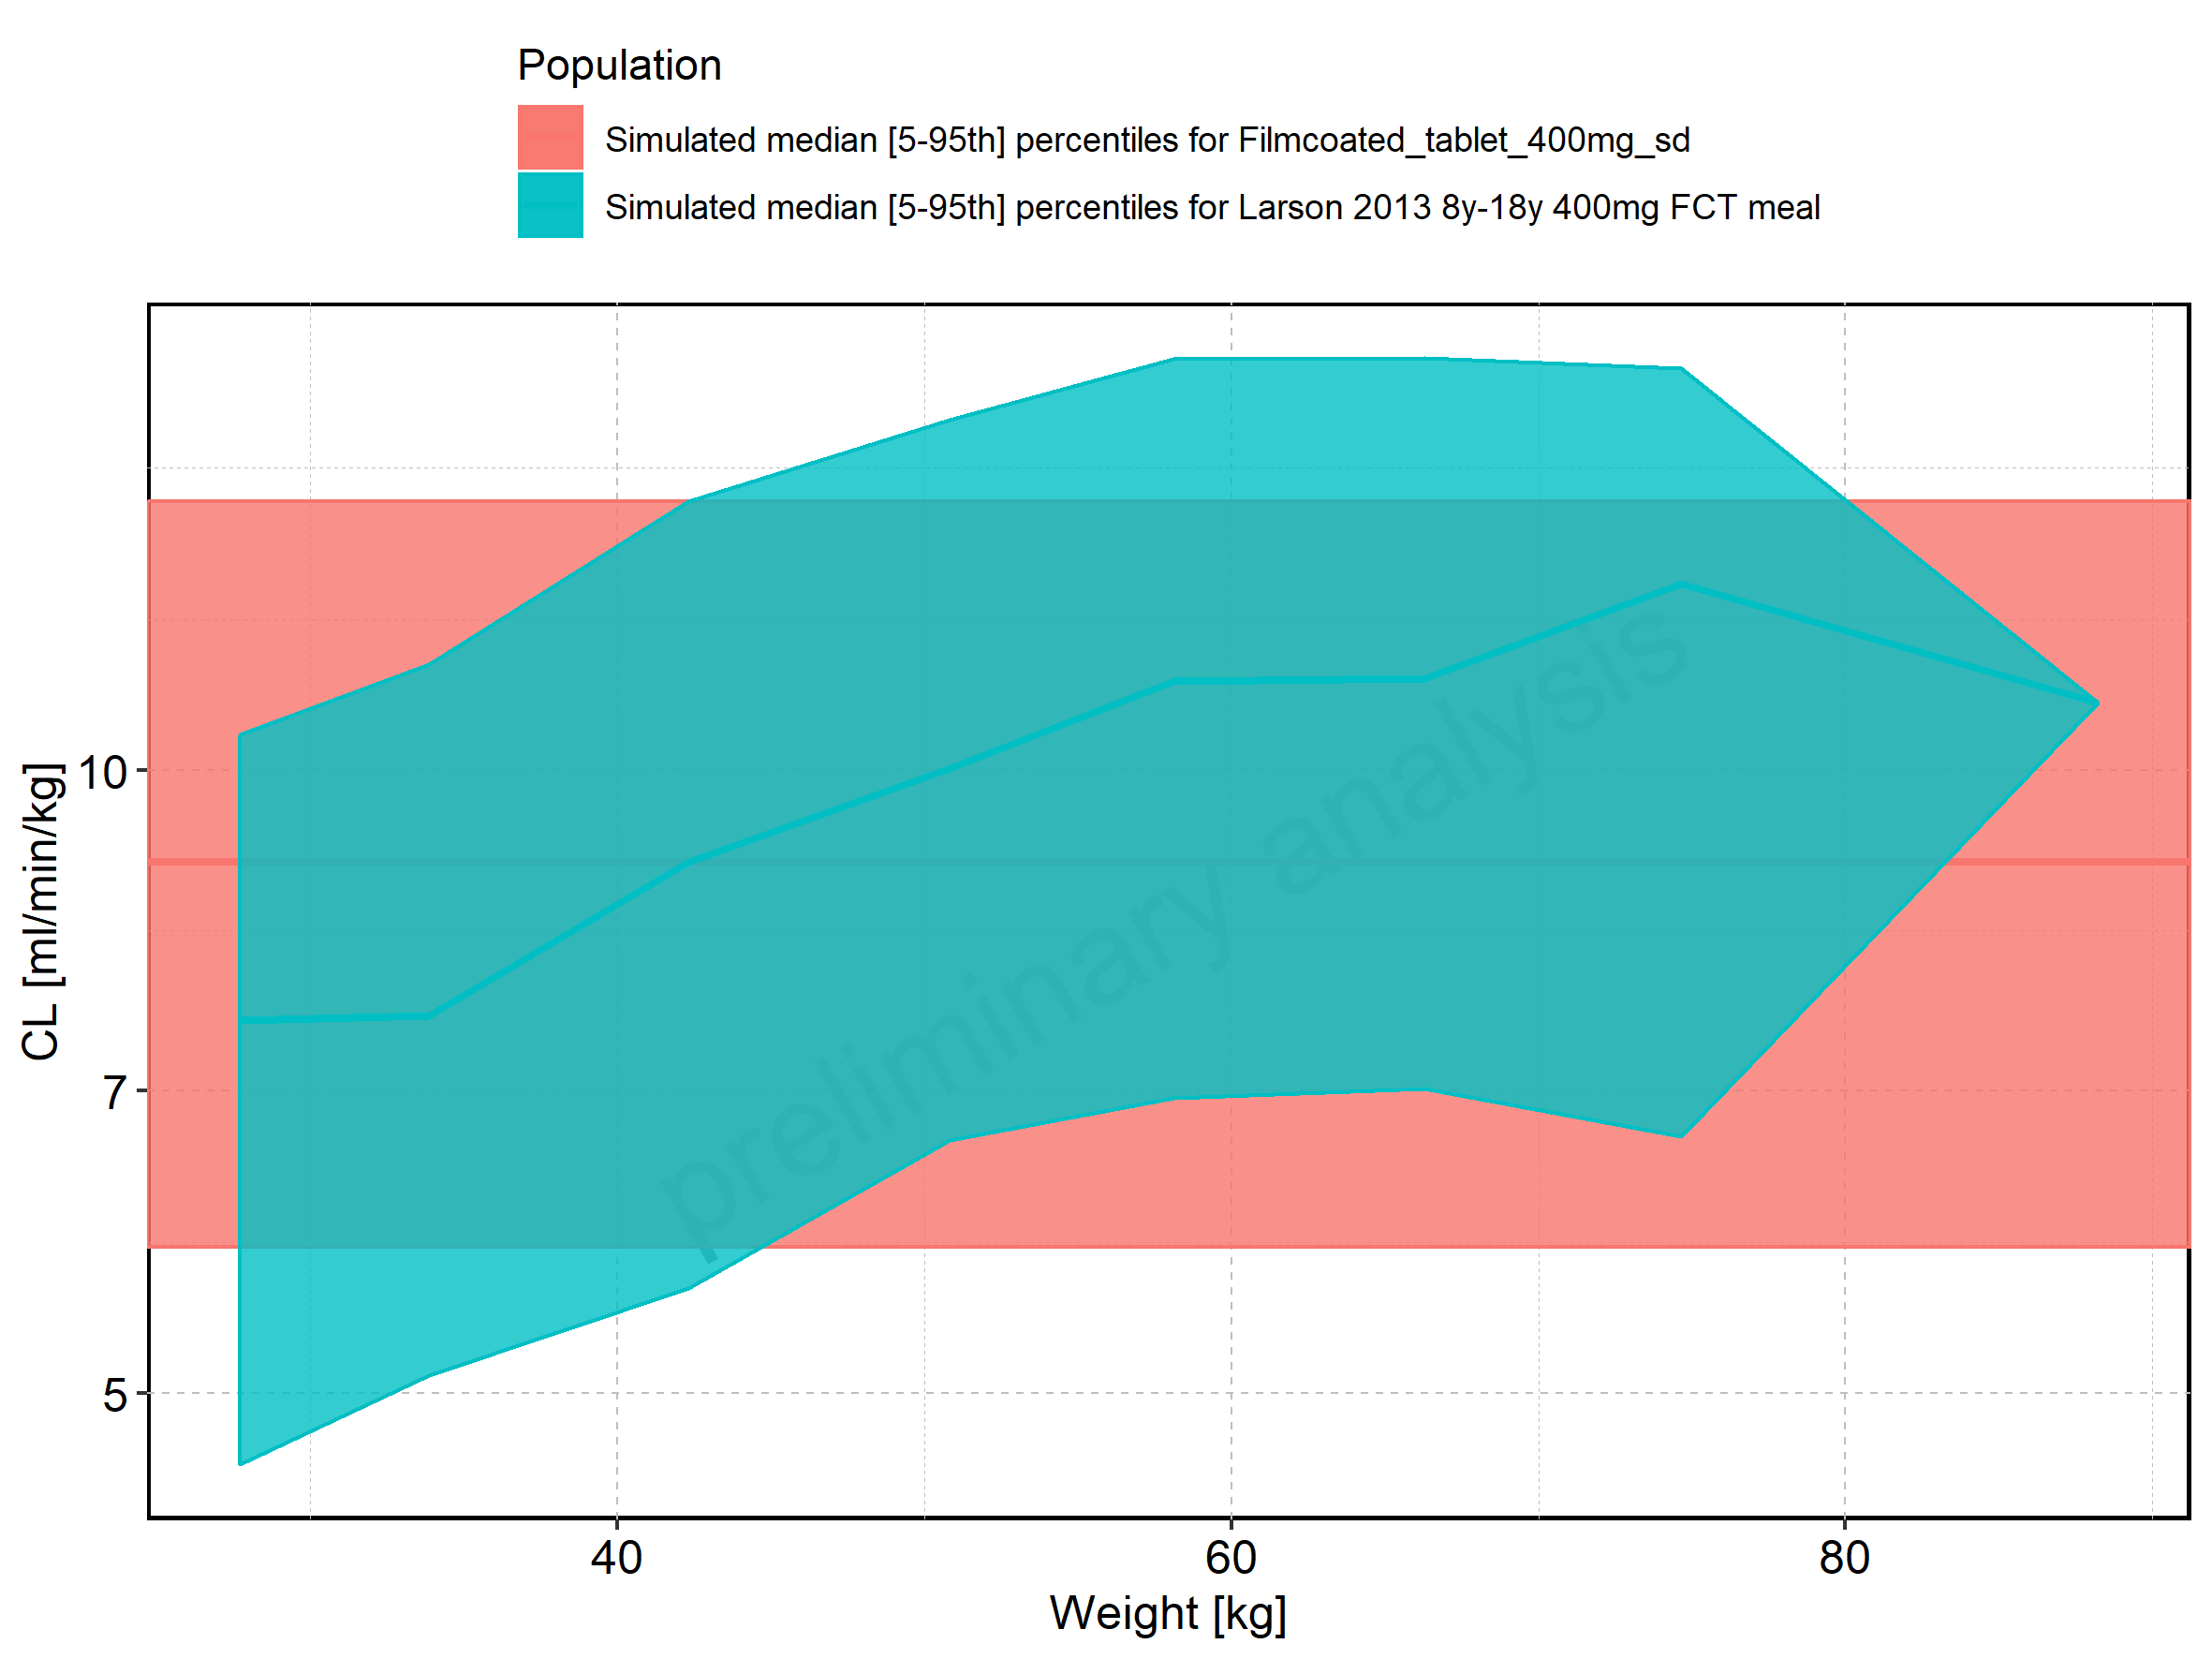 Population
Simulated median [5-95th] percentiles for Filmcoated_tablet_400mg_sd
Simulated median [5-95th] percentiles for Larson 2013 8y-18y 400mg FCT meal
CL [ml/min/kg]
10
7
5
preliminary analysis
40 60 80
Weight [kg]